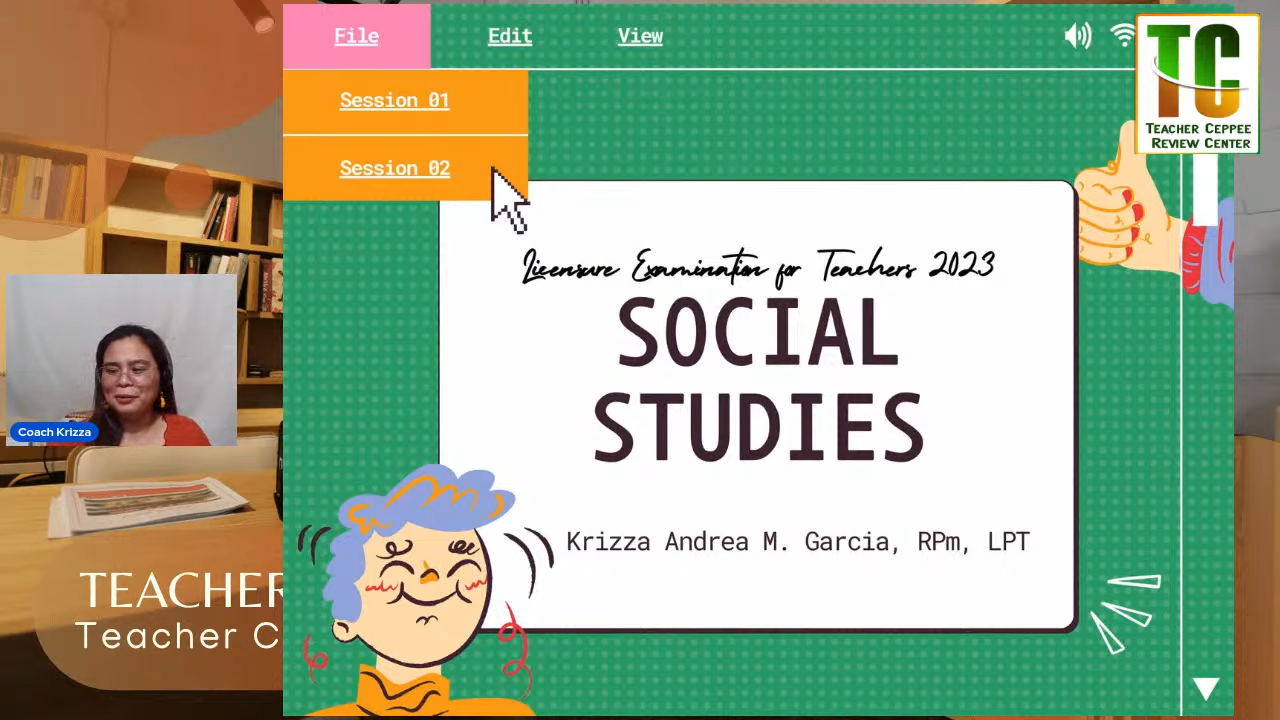 File Edit View
TC
TEACHER CEPPEE
REVIEW CENTER
Session 01
Session 02
Licensure Examination for Teachers 2023
SOCIAL
STUDIES
Krizza Andrea M. Garcia, RPm, LPT
Coach Krizza
TEACHER
Teacher C